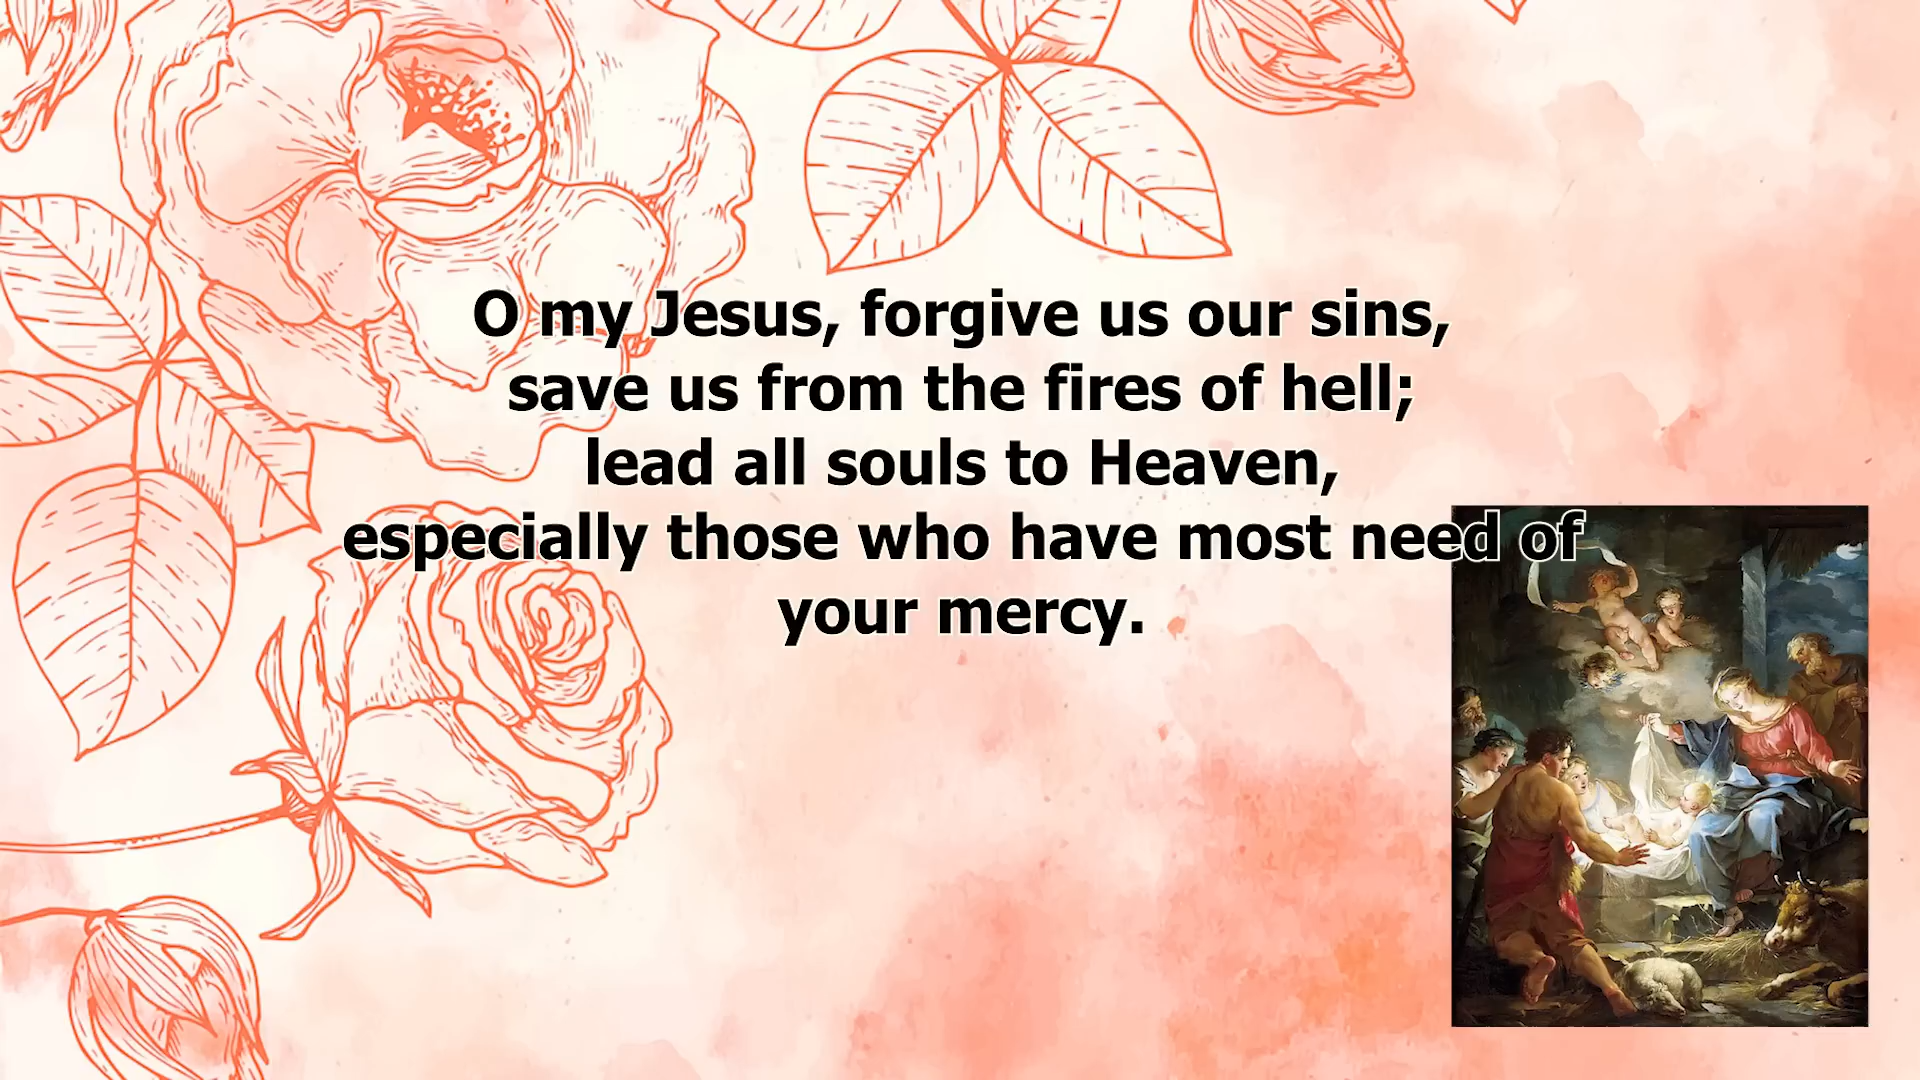 O my Jesus, forgive us our sins,
save us from the fires of hell;
lead all souls to Heaven,
especially those who have most need of
your mercy.